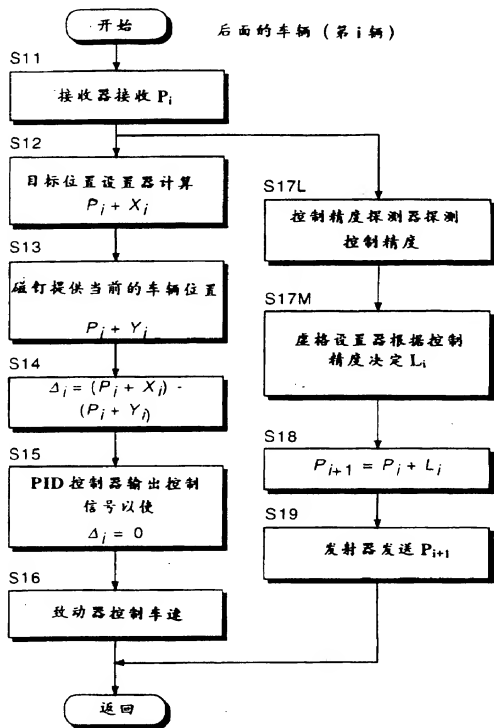 开始
后面的车辆 (第 i 辆)
S11
接收器接收 Pi
S12
目标位置设置器计算
Pi + Xi
S13
磁钉提供当前的车辆位置
Pi + Yi
S14
Δi = (Pi + Xi) -
(Pi + Yi)
S15
PID 控制器输出控制
信号以使
Δi = 0
S16
致动器控制车速
返回
S17L
控制精度探测器探测
控制精度
S17M
虚格设置器根据控制
精度决定 Li
S18
Pi+1 = Pi + Li
S19
发射器发送 Pi+1